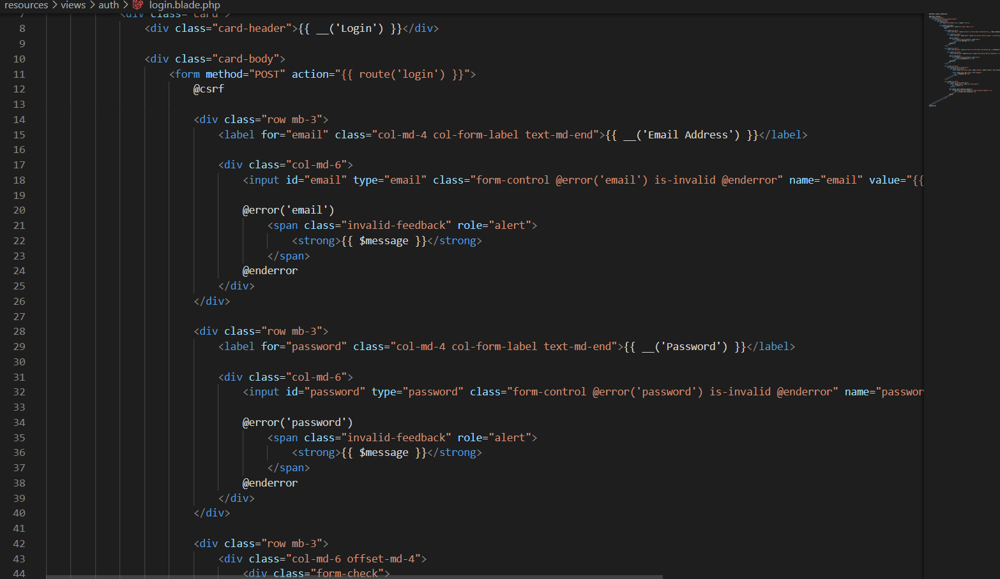 resources > views > auth > login.blade.php
7 <div class="card">
8 <div class="card-header">{{ __('Login') }}</div>
9
10 <div class="card-body">
11 <form method="POST" action="{{ route('login') }}">
12 @csrf
13
14 <div class="row mb-3">
15 <label for="email" class="col-md-4 col-form-label text-md-end">{{ __('Email Address') }}</label>
16
17 <div class="col-md-6">
18 <input id="email" type="email" class="form-control @error('email') is-invalid @enderror" name="email" value="{{
19
20 @error('email')
21 <span class="invalid-feedback" role="alert">
22 <strong>{{ $message }}</strong>
23 </span>
24 @enderror
25 </div>
26 </div>
27
28 <div class="row mb-3">
29 <label for="password" class="col-md-4 col-form-label text-md-end">{{ __('Password') }}</label>
30
31 <div class="col-md-6">
32 <input id="password" type="password" class="form-control @error('password') is-invalid @enderror" name="passwor
33
34 @error('password')
35 <span class="invalid-feedback" role="alert">
36 <strong>{{ $message }}</strong>
37 </span>
38 @enderror
39 </div>
40 </div>
41
42 <div class="row mb-3">
43 <div class="col-md-6 offset-md-4">
44 <div class="form-check">